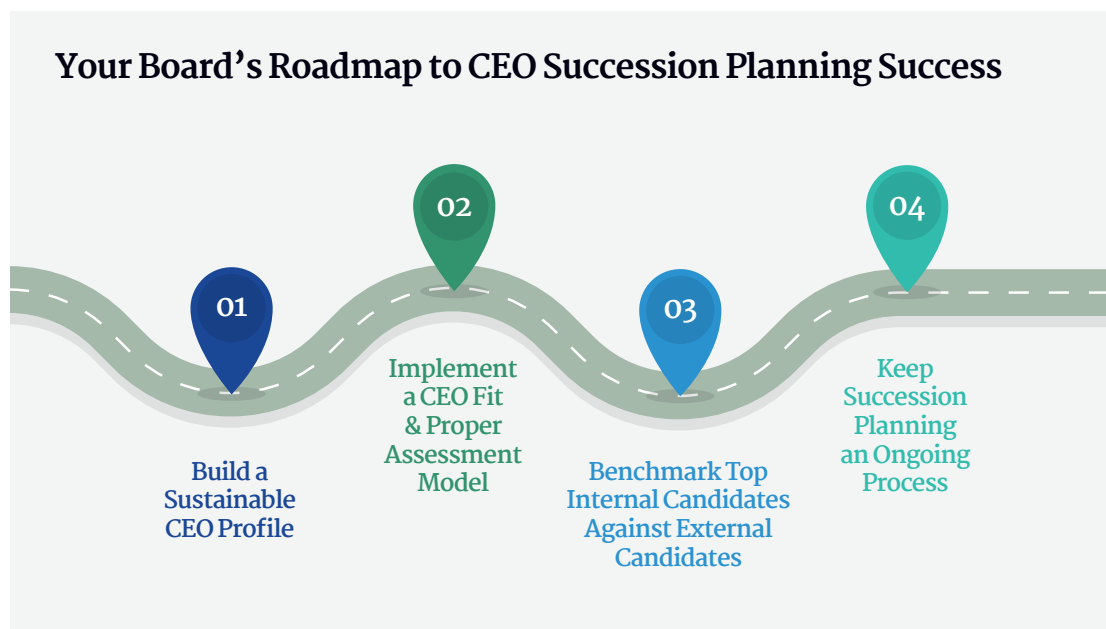 Your Board’s Roadmap to CEO Succession Planning Success
01
Build a
Sustainable
CEO Profile
02
Implement
a CEO Fit
& Proper
Assessment
Model
03
Benchmark Top
Internal Candidates
Against External
Candidates
04
Keep
Succession
Planning
an Ongoing
Process